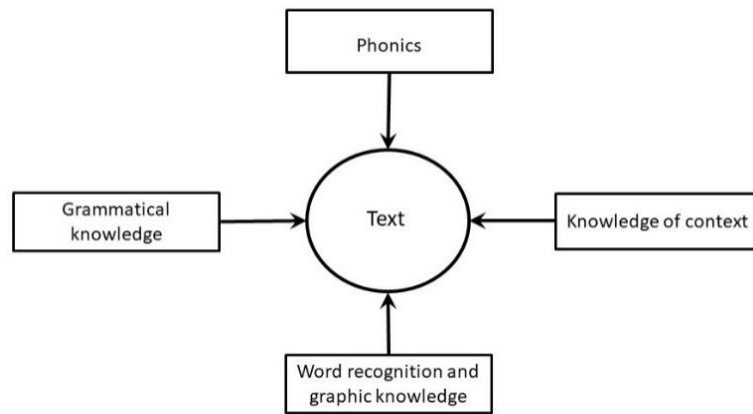 Phonics
Grammatical
knowledge
Text
Knowledge of context
Word recognition and
graphic knowledge